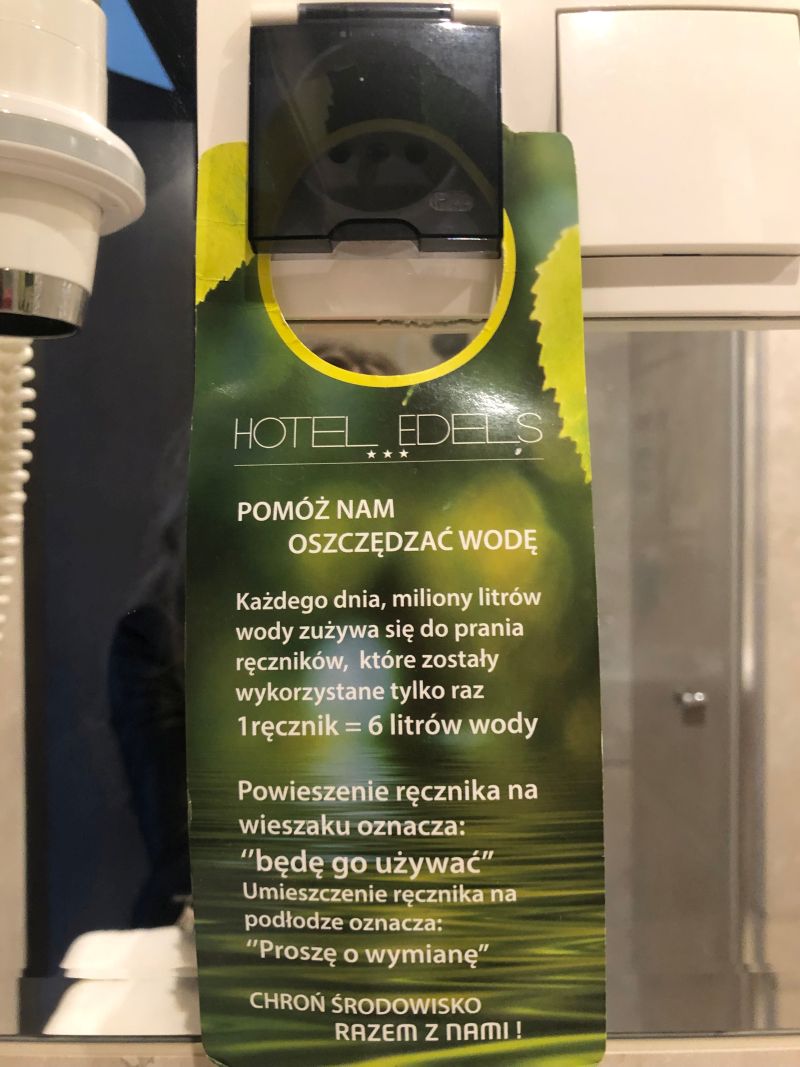 HOTEL EDELS
POMÓŻ NAM
OSZCZĘDZAĆ WODĘ
Każdego dnia, miliony litrów
wody zużywa się do prania
ręczników, które zostały
wykorzystane tylko raz
1ręcznik = 6 litrów wody
Powieszenie ręcznika na
wieszaku oznacza:
‘’będę go używać”
Umieszczenie ręcznika na
podłodze oznacza:
‘’Proszę o wymianę”
CHROŃ ŚRODOWISKO
RAZEM Z NAMI !